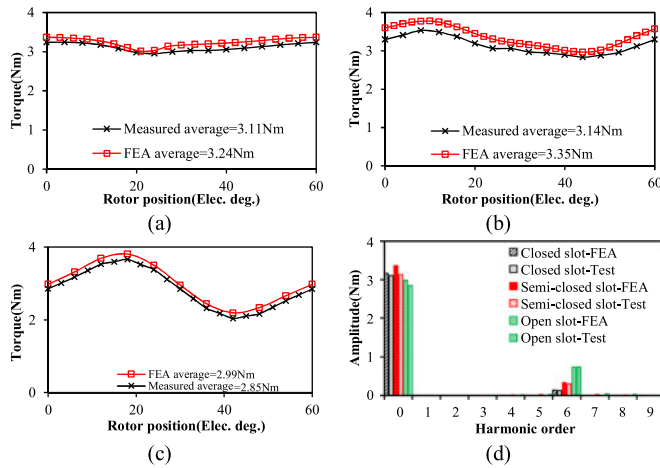 (a)
4
3
2
1
0
Torque(Nm)
Measured average=3.11Nm
FEA average=3.24Nm
0 20 40 60
Rotor position(Elec. deg.)
(b)
4
3
2
1
0
Torque(Nm)
Measured average=3.14Nm
FEA average=3.35Nm
0 20 40 60
Rotor position(Elec. deg.)
4
2
0
Torque(Nm)
FEA average=2.99Nm
Measured average=2.85Nm
0 20 40 60
Rotor position(Elec. deg.)
(c)
4
3
2
1
0
Amplitude(Nm)
Closed slot-FEA
Closed slot-Test
Semi-closed slot-FEA
Semi-closed slot-Test
Open slot-FEA
Open slot-Test
0 1 2 3 4 5 6 7 8 9
Harmonic order
(d)